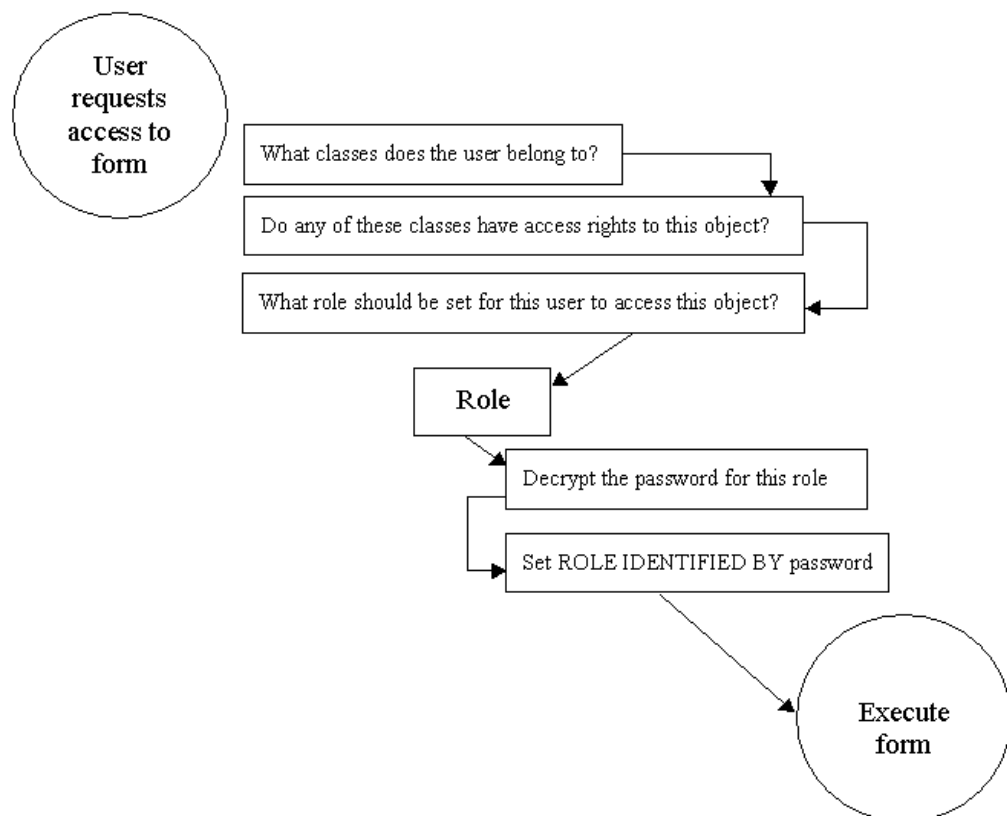 User
requests
access to
form
What classes does the user belong to?
Do any of these classes have access rights to this object?
What role should be set for this user to access this object?
Role
Decrypt the password for this role
Set ROLE IDENTIFIED BY password
Execute
form